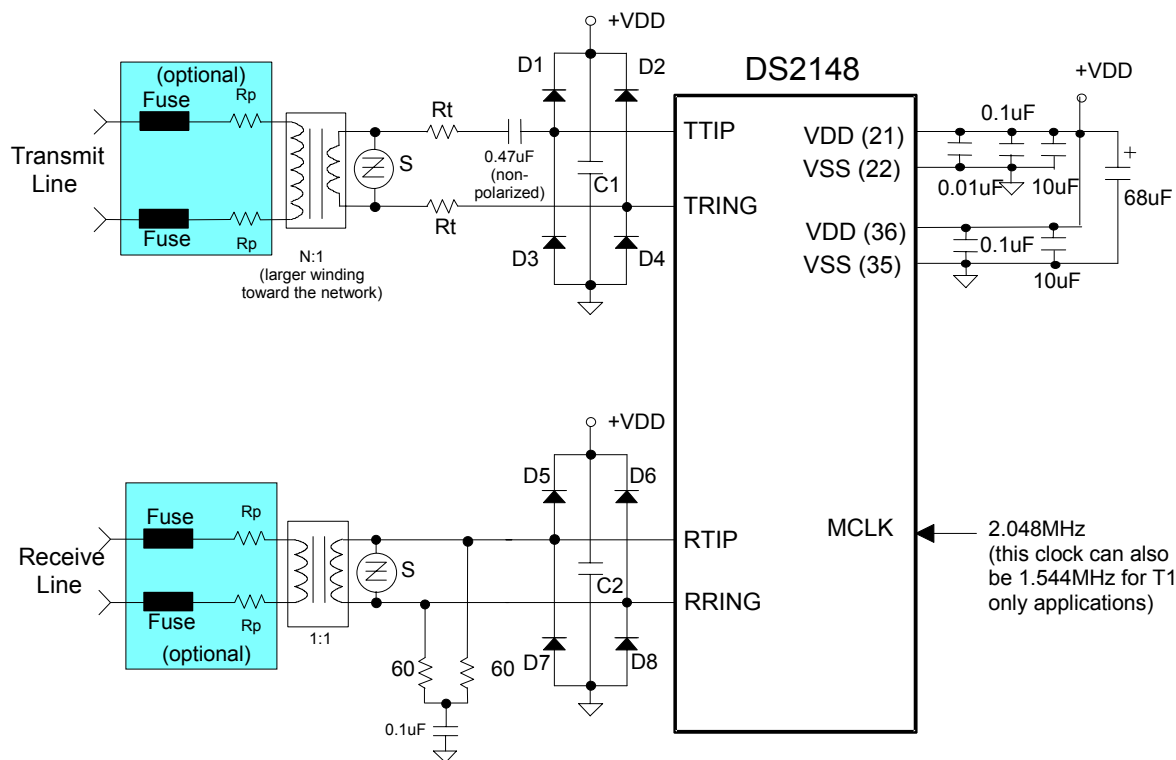 +VDD
(optional)
Fuse
Rp
D1
D2
DS2148
+VDD
Transmit
Line
Rt
0.47uF
(non-
polarized)
S
C1
TTIP
VDD (21)
0.1uF
+
VSS (22)
0.01uF
10uF
68uF
Fuse
Rp
Rt
TRING
D3
D4
VDD (36)
0.1uF
VSS (35)
10uF
N:1
(larger winding
toward the network)
+VDD
D5
D6
Fuse
Rp
Receive
Line
S
C2
RTIP
MCLK
2.048MHz
(this clock can also
be 1.544MHz for T1
only applications)
RRING
Fuse
Rp
(optional)
1:1
60
60
D7
D8
0.1uF